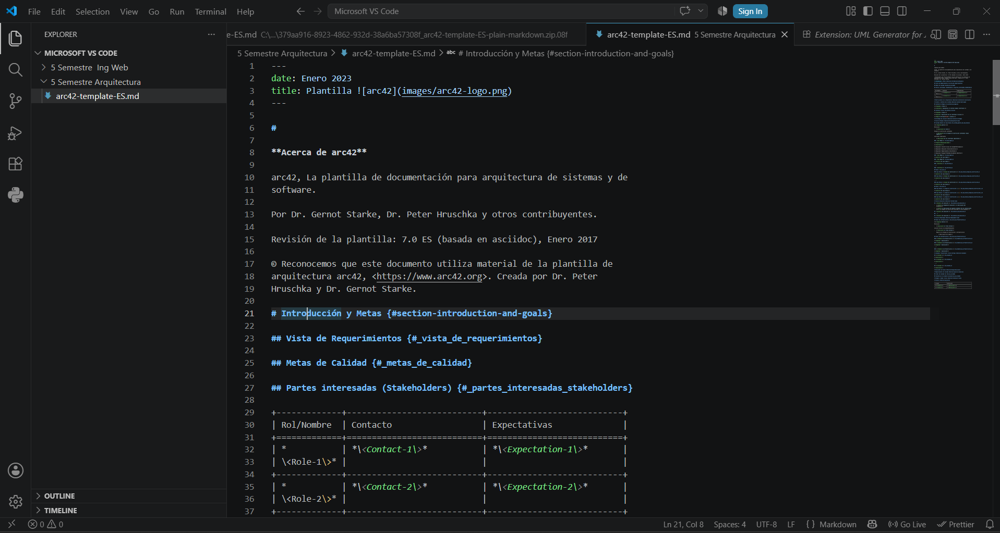 File Edit Selection View Go Run Terminal Help
Microsoft VS Code
Sign In
EXPLORER
MICROSOFT VS CODE
5 Semestre Ing Web
5 Semestre Arquitectura
arc42-template-ES.md
OUTLINE
TIMELINE
e-ES.md C:\...\379aa916-8923-4862-932d-38a6ba57308f_arc42-template-ES-plain-markdown.zip.08f
arc42-template-ES.md 5 Semestre Arquitectura
Extension: UML Generator for
5 Semestre Arquitectura > arc42-template-ES.md > abc # Introducción y Metas {#section-introduction-and-goals}
1 ---
2 date: Enero 2023
3 title: Plantilla ![arc42](images/arc42-logo.png)
4 ---
5
6 #
7
8 **Acerca de arc42**
9
10 arc42, La plantilla de documentación para arquitectura de sistemas y de
11 software.
12
13 Por Dr. Gernot Starke, Dr. Peter Hruschka y otros contribuyentes.
14
15 Revisión de la plantilla: 7.0 ES (basada en asciidoc), Enero 2017
16
17 © Reconocemos que este documento utiliza material de la plantilla de
18 arquitectura arc42, <https://www.arc42.org>. Creada por Dr. Peter
19 Hruschka y Dr. Gernot Starke.
20
21 # Introducción y Metas {#section-introduction-and-goals}
22
23 ## Vista de Requerimientos {#_vista_de_requerimientos}
24
25 ## Metas de Calidad {#_metas_de_calidad}
26
27 ## Partes interesadas (Stakeholders) {#_partes_interesadas_stakeholders}
28
29 +-------------+---------------------------+---------------------------+
30 | Rol/Nombre | Contacto | Expectativas |
31 +=============+===========================+===========================+
32 | * | *\<Contact-1\>* | *\<Expectation-1\>* |
33 | \<Role-1\>* | | |
34 +-------------+---------------------------+---------------------------+
35 | * | *\<Contact-2\>* | *\<Expectation-2\>* |
36 | \<Role-2\>* | | |
37 +-------------+---------------------------+---------------------------+
0 0
Ln 21, Col 8 Spaces: 4 UTF-8 LF {} Markdown Go Live Prettier